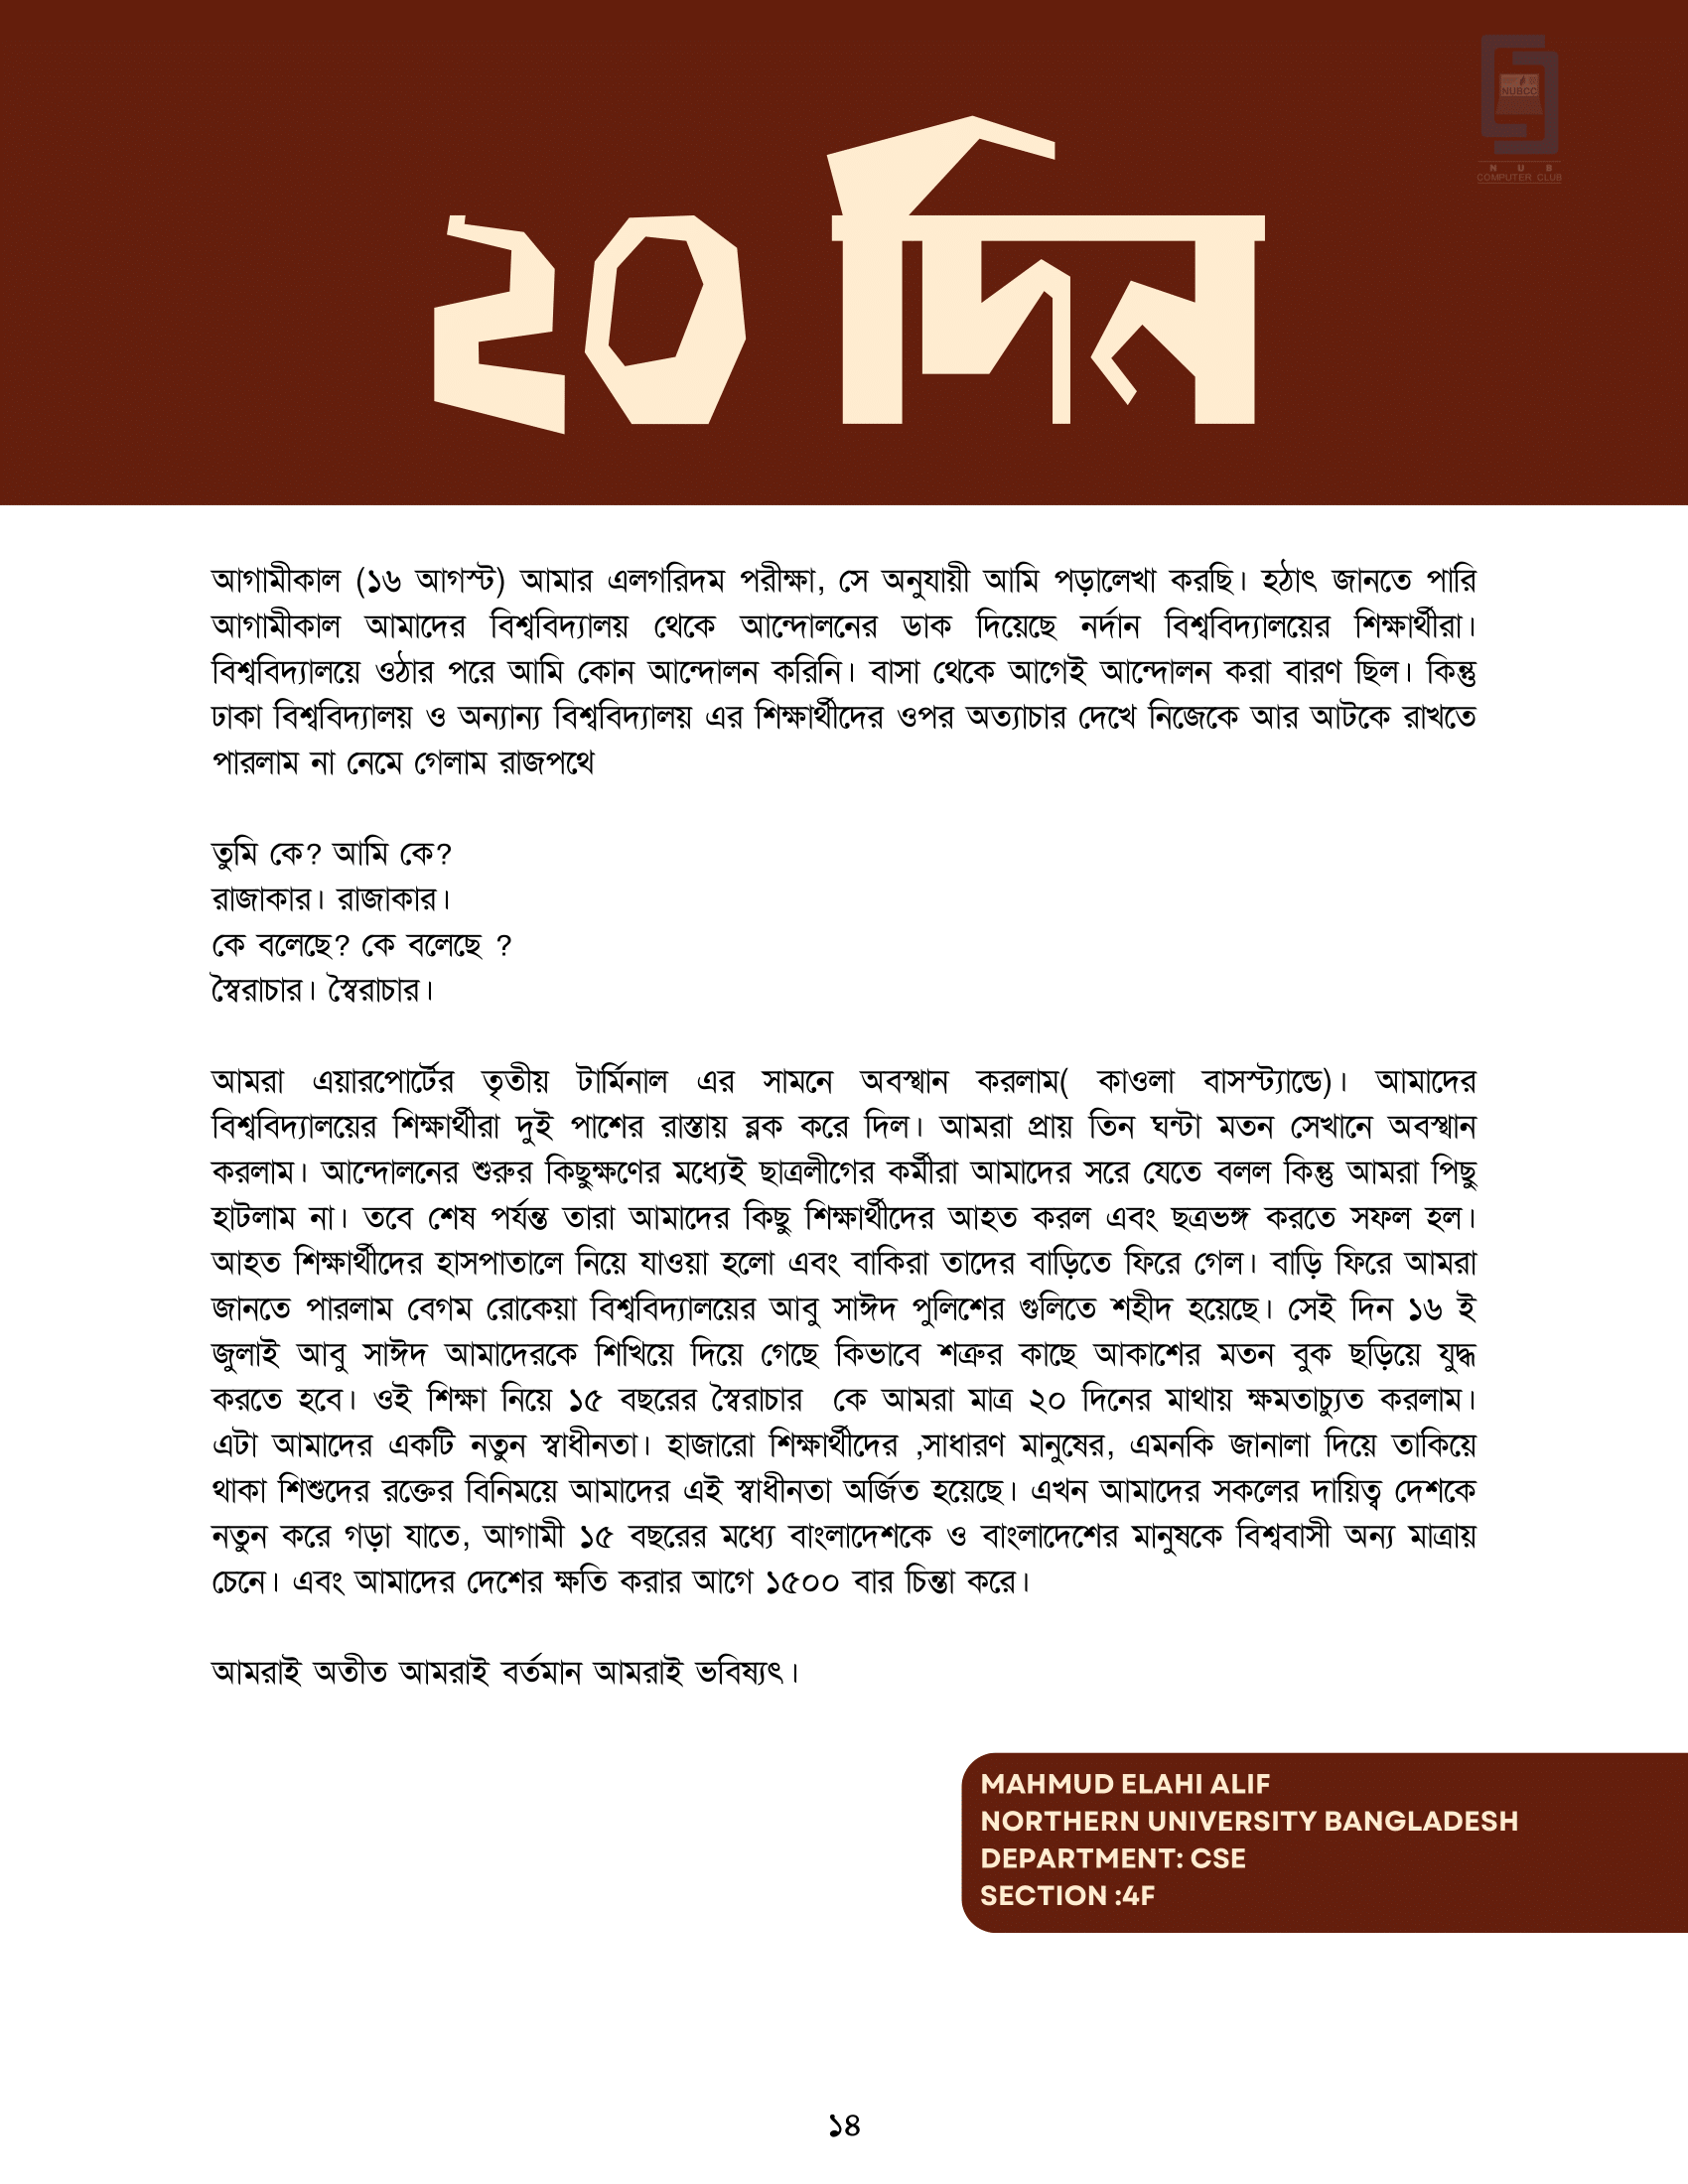 NUBCC
N U B
COMPUTER CLUB
২০ দিন
আগামীকাল (১৬ আগস্ট) আমার এলগরিদম পরীক্ষা, সে অনুযায়ী আমি পড়ালেখা করছি। হঠাৎ জানতে পারি
আগামীকাল আমাদের বিশ্ববিদ্যালয় থেকে আন্দোলনের ডাক দিয়েছে নর্দান বিশ্ববিদ্যালয়ের শিক্ষার্থীরা।
বিশ্ববিদ্যালয়ে ওঠার পরে আমি কোন আন্দোলন করিনি। বাসা থেকে আগেই আন্দোলন করা বারণ ছিল। কিন্তু
ঢাকা বিশ্ববিদ্যালয় ও অন্যান্য বিশ্ববিদ্যালয় এর শিক্ষার্থীদের ওপর অত্যাচার দেখে নিজেকে আর আটকে রাখতে
পারলাম না নেমে গেলাম রাজপথে
তুমি কে? আমি কে?
রাজাকার। রাজাকার।
কে বলেছে? কে বলেছে ?
স্বৈরাচার। স্বৈরাচার।
আমরা এয়ারপোর্টের তৃতীয় টার্মিনাল এর সামনে অবস্থান করলাম( কাওলা বাসস্ট্যান্ডে)। আমাদের
বিশ্ববিদ্যালয়ের শিক্ষার্থীরা দুই পাশের রাস্তায় ব্লক করে দিল। আমরা প্রায় তিন ঘন্টা মতন সেখানে অবস্থান
করলাম। আন্দোলনের শুরুর কিছুক্ষণের মধ্যেই ছাত্রলীগের কর্মীরা আমাদের সরে যেতে বলল কিন্তু আমরা পিছু
হাটলাম না। তবে শেষ পর্যন্ত তারা আমাদের কিছু শিক্ষার্থীদের আহত করল এবং ছত্রভঙ্গ করতে সফল হল।
আহত শিক্ষার্থীদের হাসপাতালে নিয়ে যাওয়া হলো এবং বাকিরা তাদের বাড়িতে ফিরে গেল। বাড়ি ফিরে আমরা
জানতে পারলাম বেগম রোকেয়া বিশ্ববিদ্যালয়ের আবু সাঈদ পুলিশের গুলিতে শহীদ হয়েছে। সেই দিন ১৬ ই
জুলাই আবু সাঈদ আমাদেরকে শিখিয়ে দিয়ে গেছে কিভাবে শত্রুর কাছে আকাশের মতন বুক ছড়িয়ে যুদ্ধ
করতে হবে। ওই শিক্ষা নিয়ে ১৫ বছরের স্বৈরাচার কে আমরা মাত্র ২০ দিনের মাথায় ক্ষমতাচ্যুত করলাম।
এটা আমাদের একটি নতুন স্বাধীনতা। হাজারো শিক্ষার্থীদের ,সাধারণ মানুষের, এমনকি জানালা দিয়ে তাকিয়ে
থাকা শিশুদের রক্তের বিনিময়ে আমাদের এই স্বাধীনতা অর্জিত হয়েছে। এখন আমাদের সকলের দায়িত্ব দেশকে
নতুন করে গড়া যাতে, আগামী ১৫ বছরের মধ্যে বাংলাদেশকে ও বাংলাদেশের মানুষকে বিশ্ববাসী অন্য মাত্রায়
চেনে। এবং আমাদের দেশের ক্ষতি করার আগে ১৫০০ বার চিন্তা করে।
আমরাই অতীত আমরাই বর্তমান আমরাই ভবিষ্যৎ।
MAHMUD ELAHI ALIF
NORTHERN UNIVERSITY BANGLADESH
DEPARTMENT: CSE
SECTION :4F
১৪